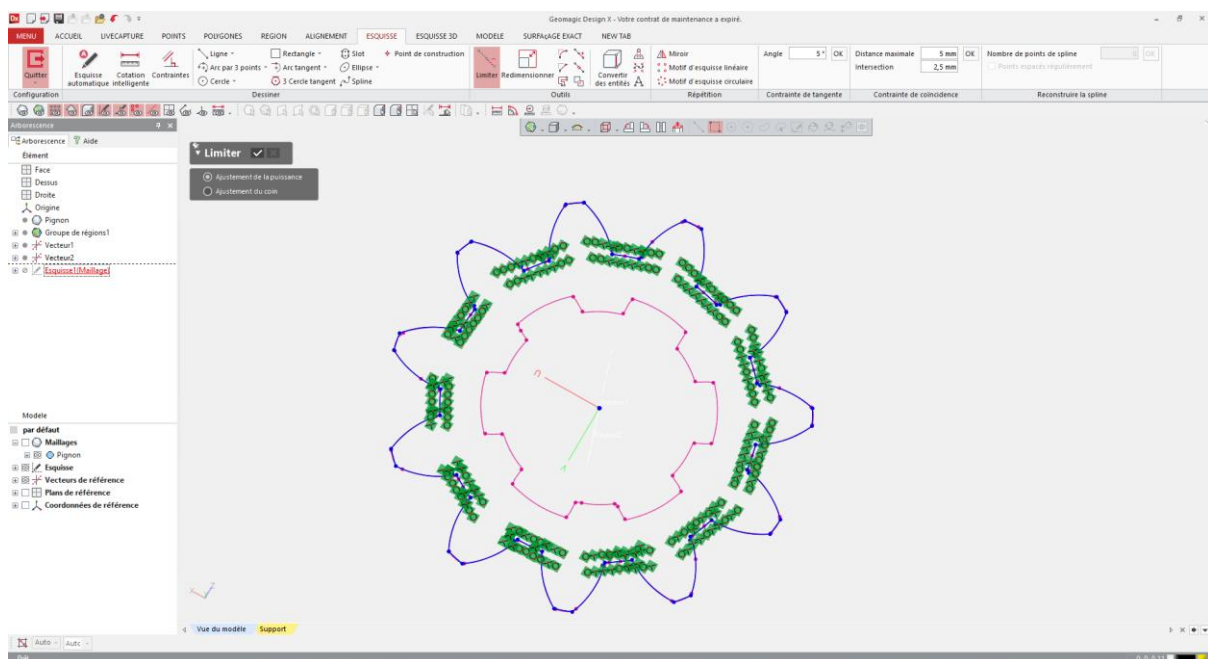 Geomagic Design X - Votre contrat de maintenance a expiré.
MENU ACCUEIL LIVECAPTURE POINTS POLYGONES REGION ALIGNEMENT ESQUISSE ESQUISSE 3D MODELE SURFAçAGE EXACT NEW TAB
Quitter
Esquisse automatique
Cotation intelligente
Contraintes
Configuration
Ligne
Rectangle
Slot
Point de construction
Arc par 3 points
Arc tangent
Ellipse
Cercle
3 Cercle tangent
Spline
Dessiner
Limiter
Redimensionner
Convertir des entités
Outils
Miroir
Motif d'esquisse linéaire
Motif d'esquisse circulaire
Répétition
Angle 5° OK
Contrainte de tangente
Distance maximale 5 mm OK
Intersection 2,5 mm
Contrainte de coïncidence
Nombre de points de spline OK
Points espacés régulièrement
Reconstruire la spline
Arborescence
Arborescence Aide
Élément
Face
Dessus
Droite
Origine
Pignon
Groupe de régions1
Vecteur1
Vecteur2
Esquisse1(Maillage)
Limiter
Ajustement de la puissance
Ajustement du coin
Modele
par défaut
Maillages
Pignon
Esquisse
Vecteurs de référence
Plans de référence
Coordonnées de référence
Vue du modèle Support
Auto